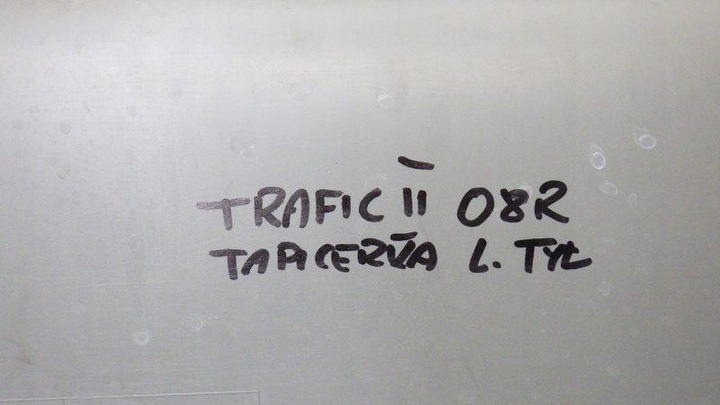 TRAFIC II 08R
TAPICERKA L. TYŁ